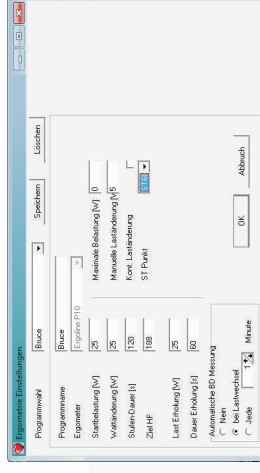 Ergometrie Einstellungen
Programmwahl Bruce Speichern Löschen
Programmname Bruce
Ergometer Ergoline P10
Startbelastung [W] 25 Maximale Belastung [W] 0
Wattänderung [W] 25 Manuelle Laständerung [W] 5
Stufen-Dauer [s] 120 Kont. Laständerung
Ziel HF 188 ST Punkt ST60
Last Erholung [W] 25
Dauer Erholung [s] 60
Automatische BD Messung
Nein
bei Lastwechsel
Jede 1 Minute
OK Abbruch